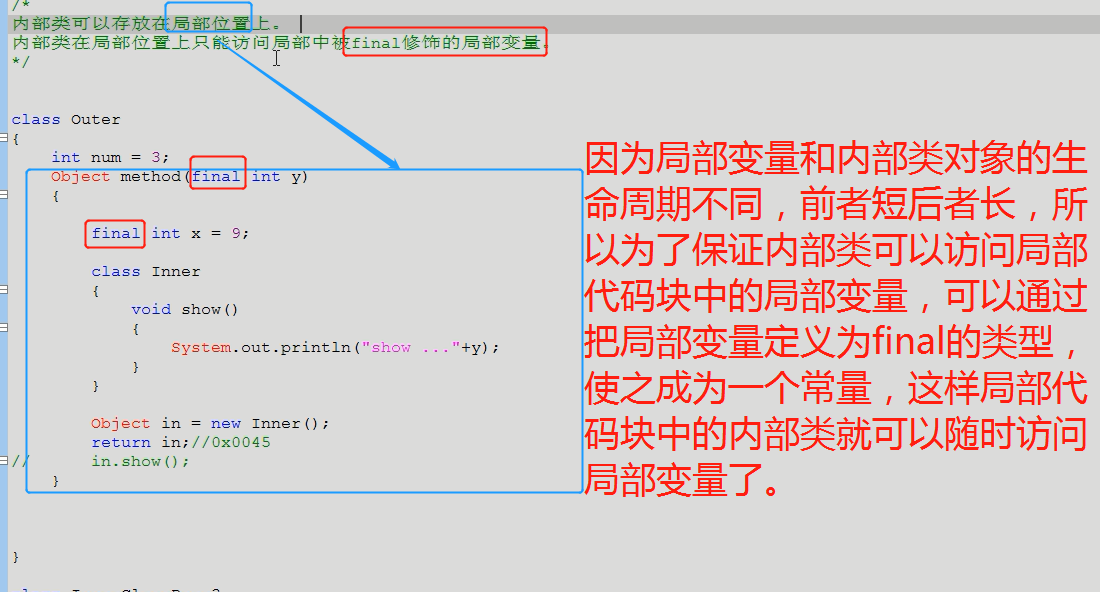 /*
内部类可以存放在局部位置上。
内部类在局部位置上只能访问局部中被final修饰的局部变量。
*/
class Outer
{
int num = 3;
Object method(final int y)
{
final int x = 9;
class Inner
{
void show()
{
System.out.println("show ..."+y);
}
}
Object in = new Inner();
return in;//0x0045
// in.show();
}
}
因为局部变量和内部类对象的生
命周期不同，前者短后者长，所
以为了保证内部类可以访问局部
代码块中的局部变量，可以通过
把局部变量定义为final的类型，
使之成为一个常量，这样局部代
码块中的内部类就可以随时访问
局部变量了。